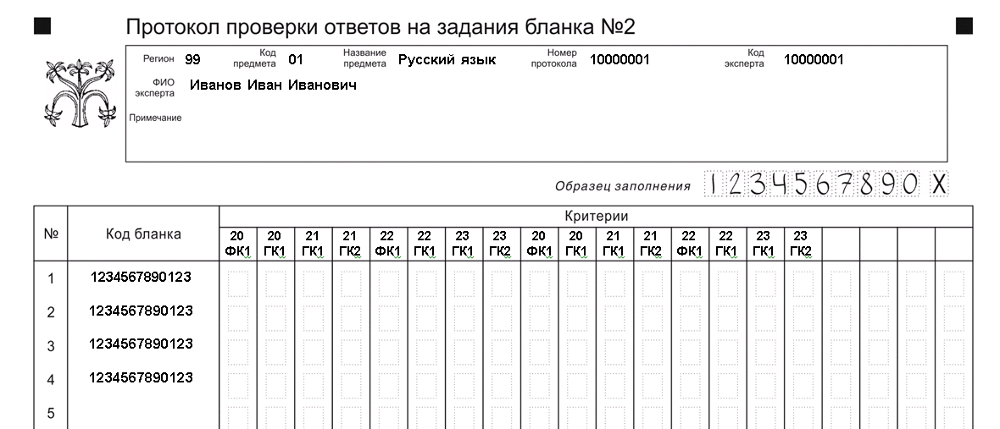 Протокол проверки ответов на задания бланка №2
Регион 99 Код предмета 01 Название предмета Русский язык Номер протокола 10000001 Код эксперта 10000001
ФИО эксперта Иванов Иван Иванович
Примечание
Образец заполнения 1 2 3 4 5 6 7 8 9 0 X
№ Код бланка Критерии
20 ФК1 20 ГК1 21 ГК1 21 ГК2 22 ФК1 22 ГК1 23 ГК1 23 ГК2 20 ФК1 20 ГК1 21 ГК1 21 ГК2 22 ФК1 22 ГК1 23 ГК1 23 ГК2
1 1234567890123
2 1234567890123
3 1234567890123
4 1234567890123
5